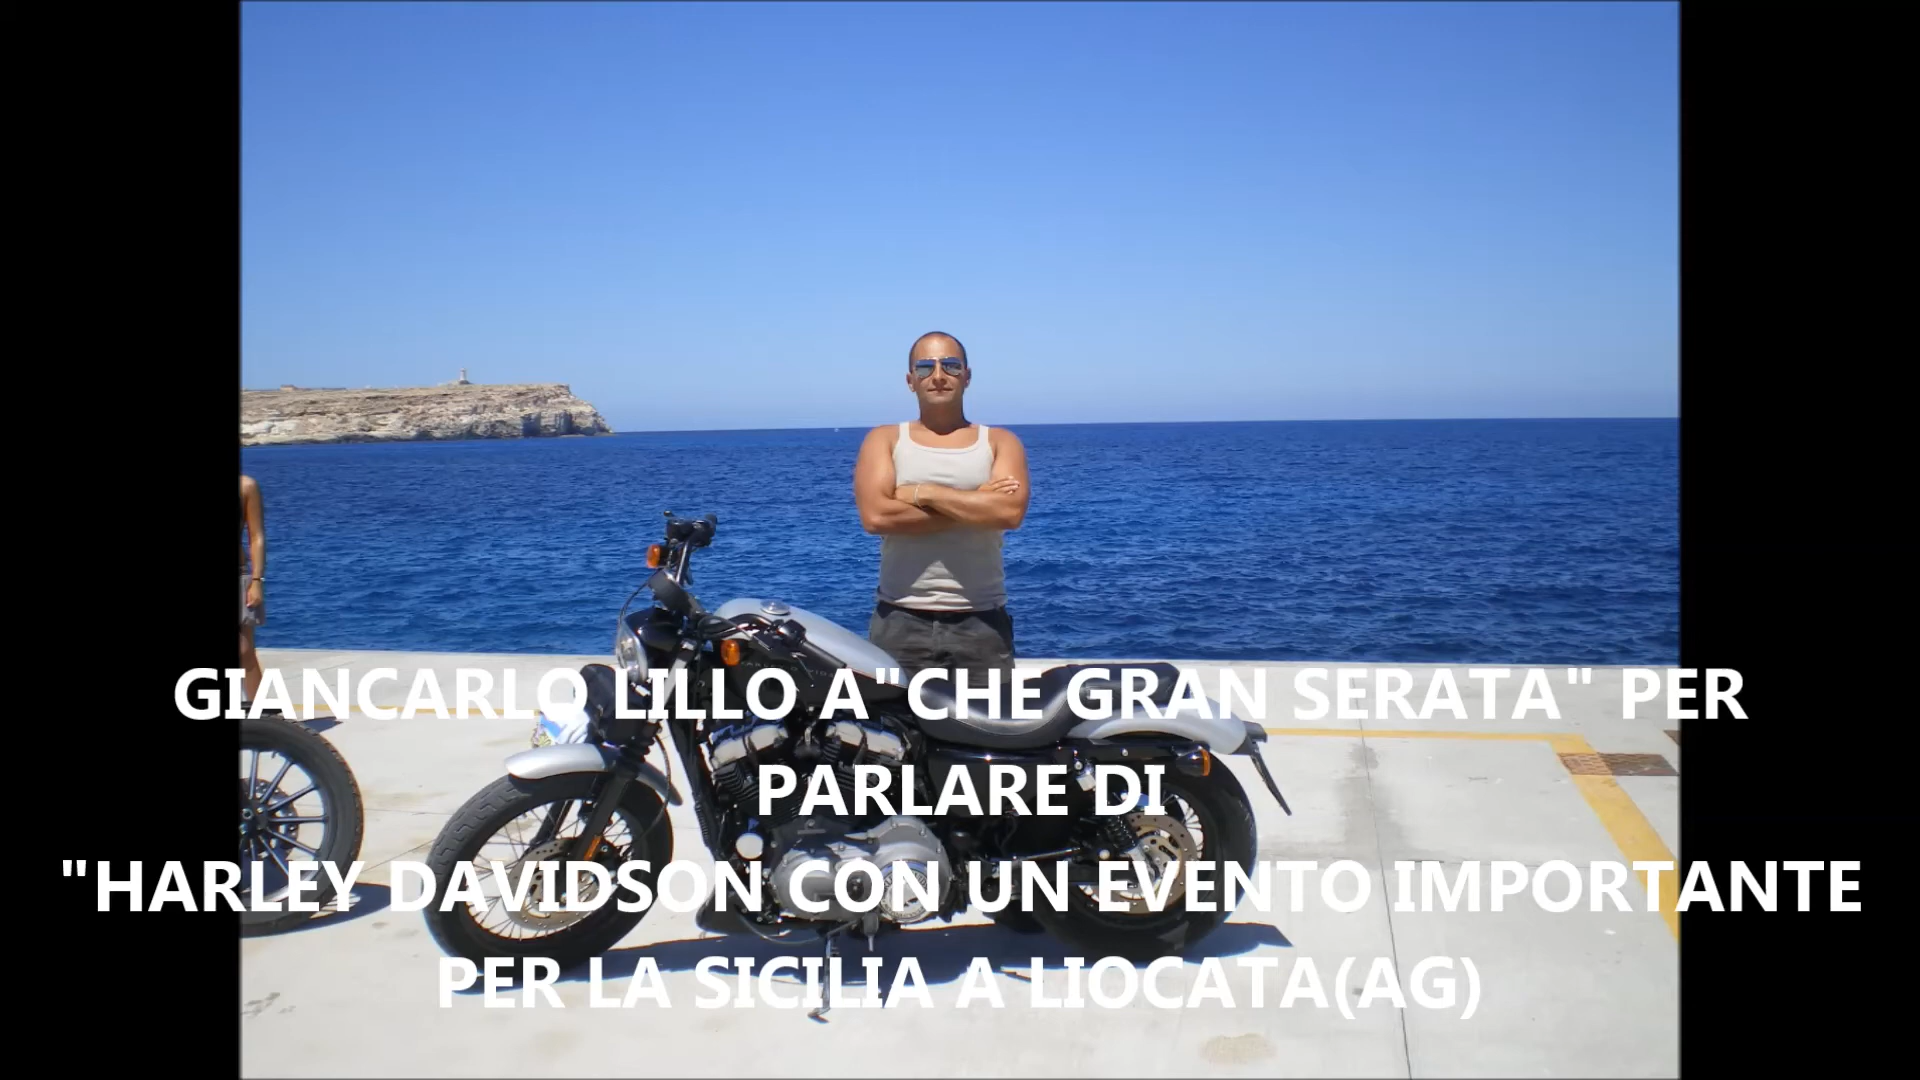 GIANCARLO LILLO A"CHE GRAN SERATA" PER
PARLARE DI
"HARLEY DAVIDSON CON UN EVENTO IMPORTANTE
PER LA SICILIA A LIOCATA(AG)